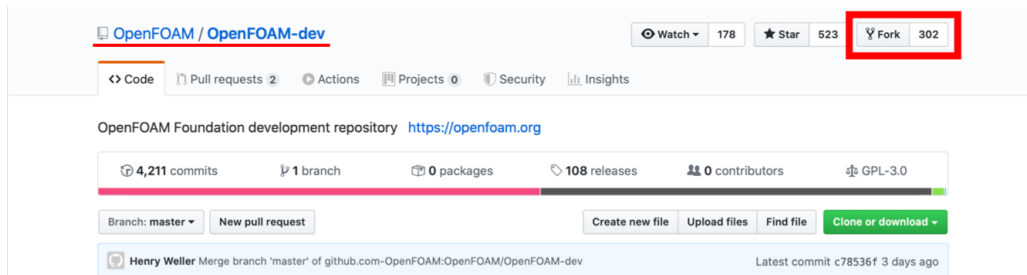 OpenFOAM / OpenFOAM-dev Watch 178 Star 523 Fork 302
Code Pull requests 2 Actions Projects 0 Security Insights
OpenFOAM Foundation development repository https://openfoam.org
4,211 commits 1 branch 0 packages 108 releases 0 contributors GPL-3.0
Branch: master New pull request Create new file Upload files Find file Clone or download
Henry Weller Merge branch 'master' of github.com-OpenFOAM:OpenFOAM/OpenFOAM-dev Latest commit c78536f 3 days ago